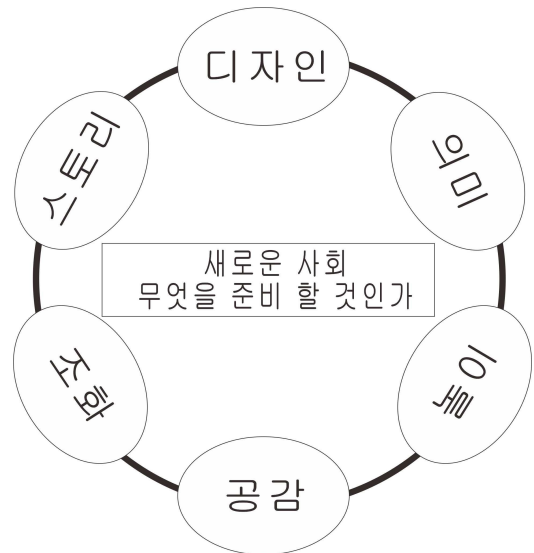 디자인
의미
놀이
공감
조화
스토리
새로운 사회
무엇을 준비 할 것인가